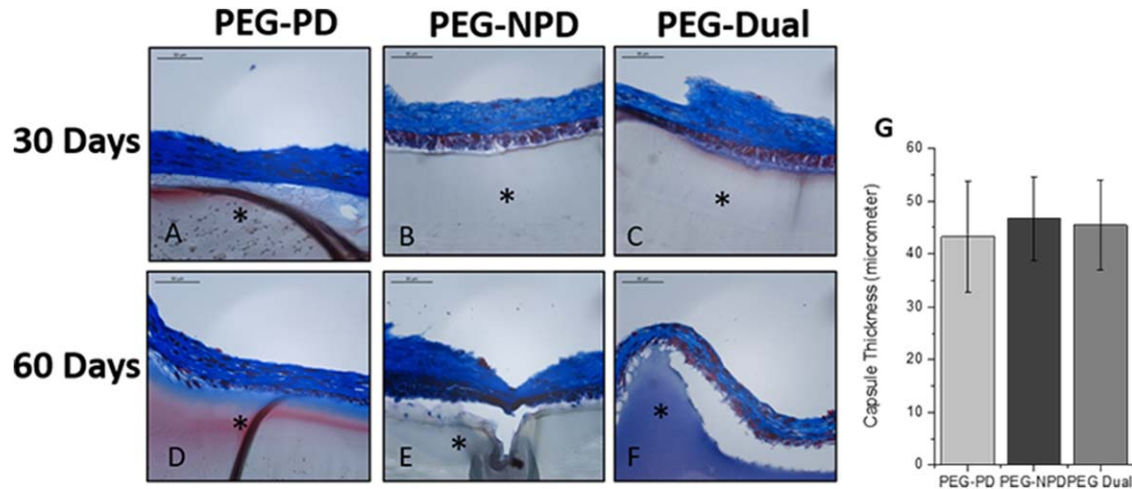 PEG-PD PEG-NPD PEG-Dual
30 Days
A
B
C
60 Days
D
E
F
G
Capsule Thickness (micrometer)
60
50
40
30
20
10
0
PEG-PD PEG-NPD PEG Dual